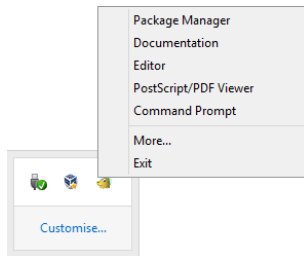 Package Manager
Documentation
Editor
PostScript/PDF Viewer
Command Prompt
More...
Exit
Customise...